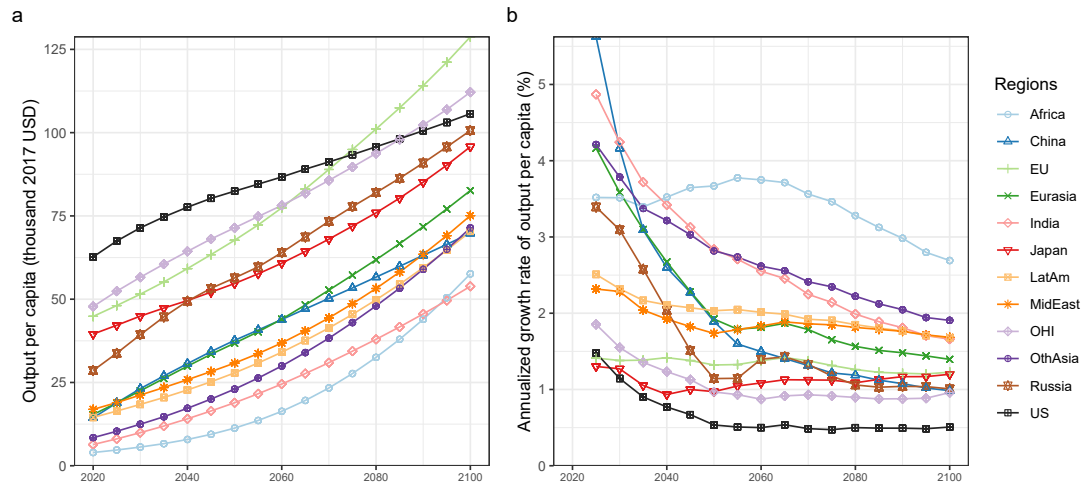 a
b
Output per capita (thousand 2017 USD)
125
100
75
50
25
0
2020
2040
2060
2080
2100
Annualized growth rate of output per capita (%)
5
4
3
2
1
0
2020
2040
2060
2080
2100
Regions
Africa
China
EU
Eurasia
India
Japan
LatAm
MidEast
OHI
OthAsia
Russia
US